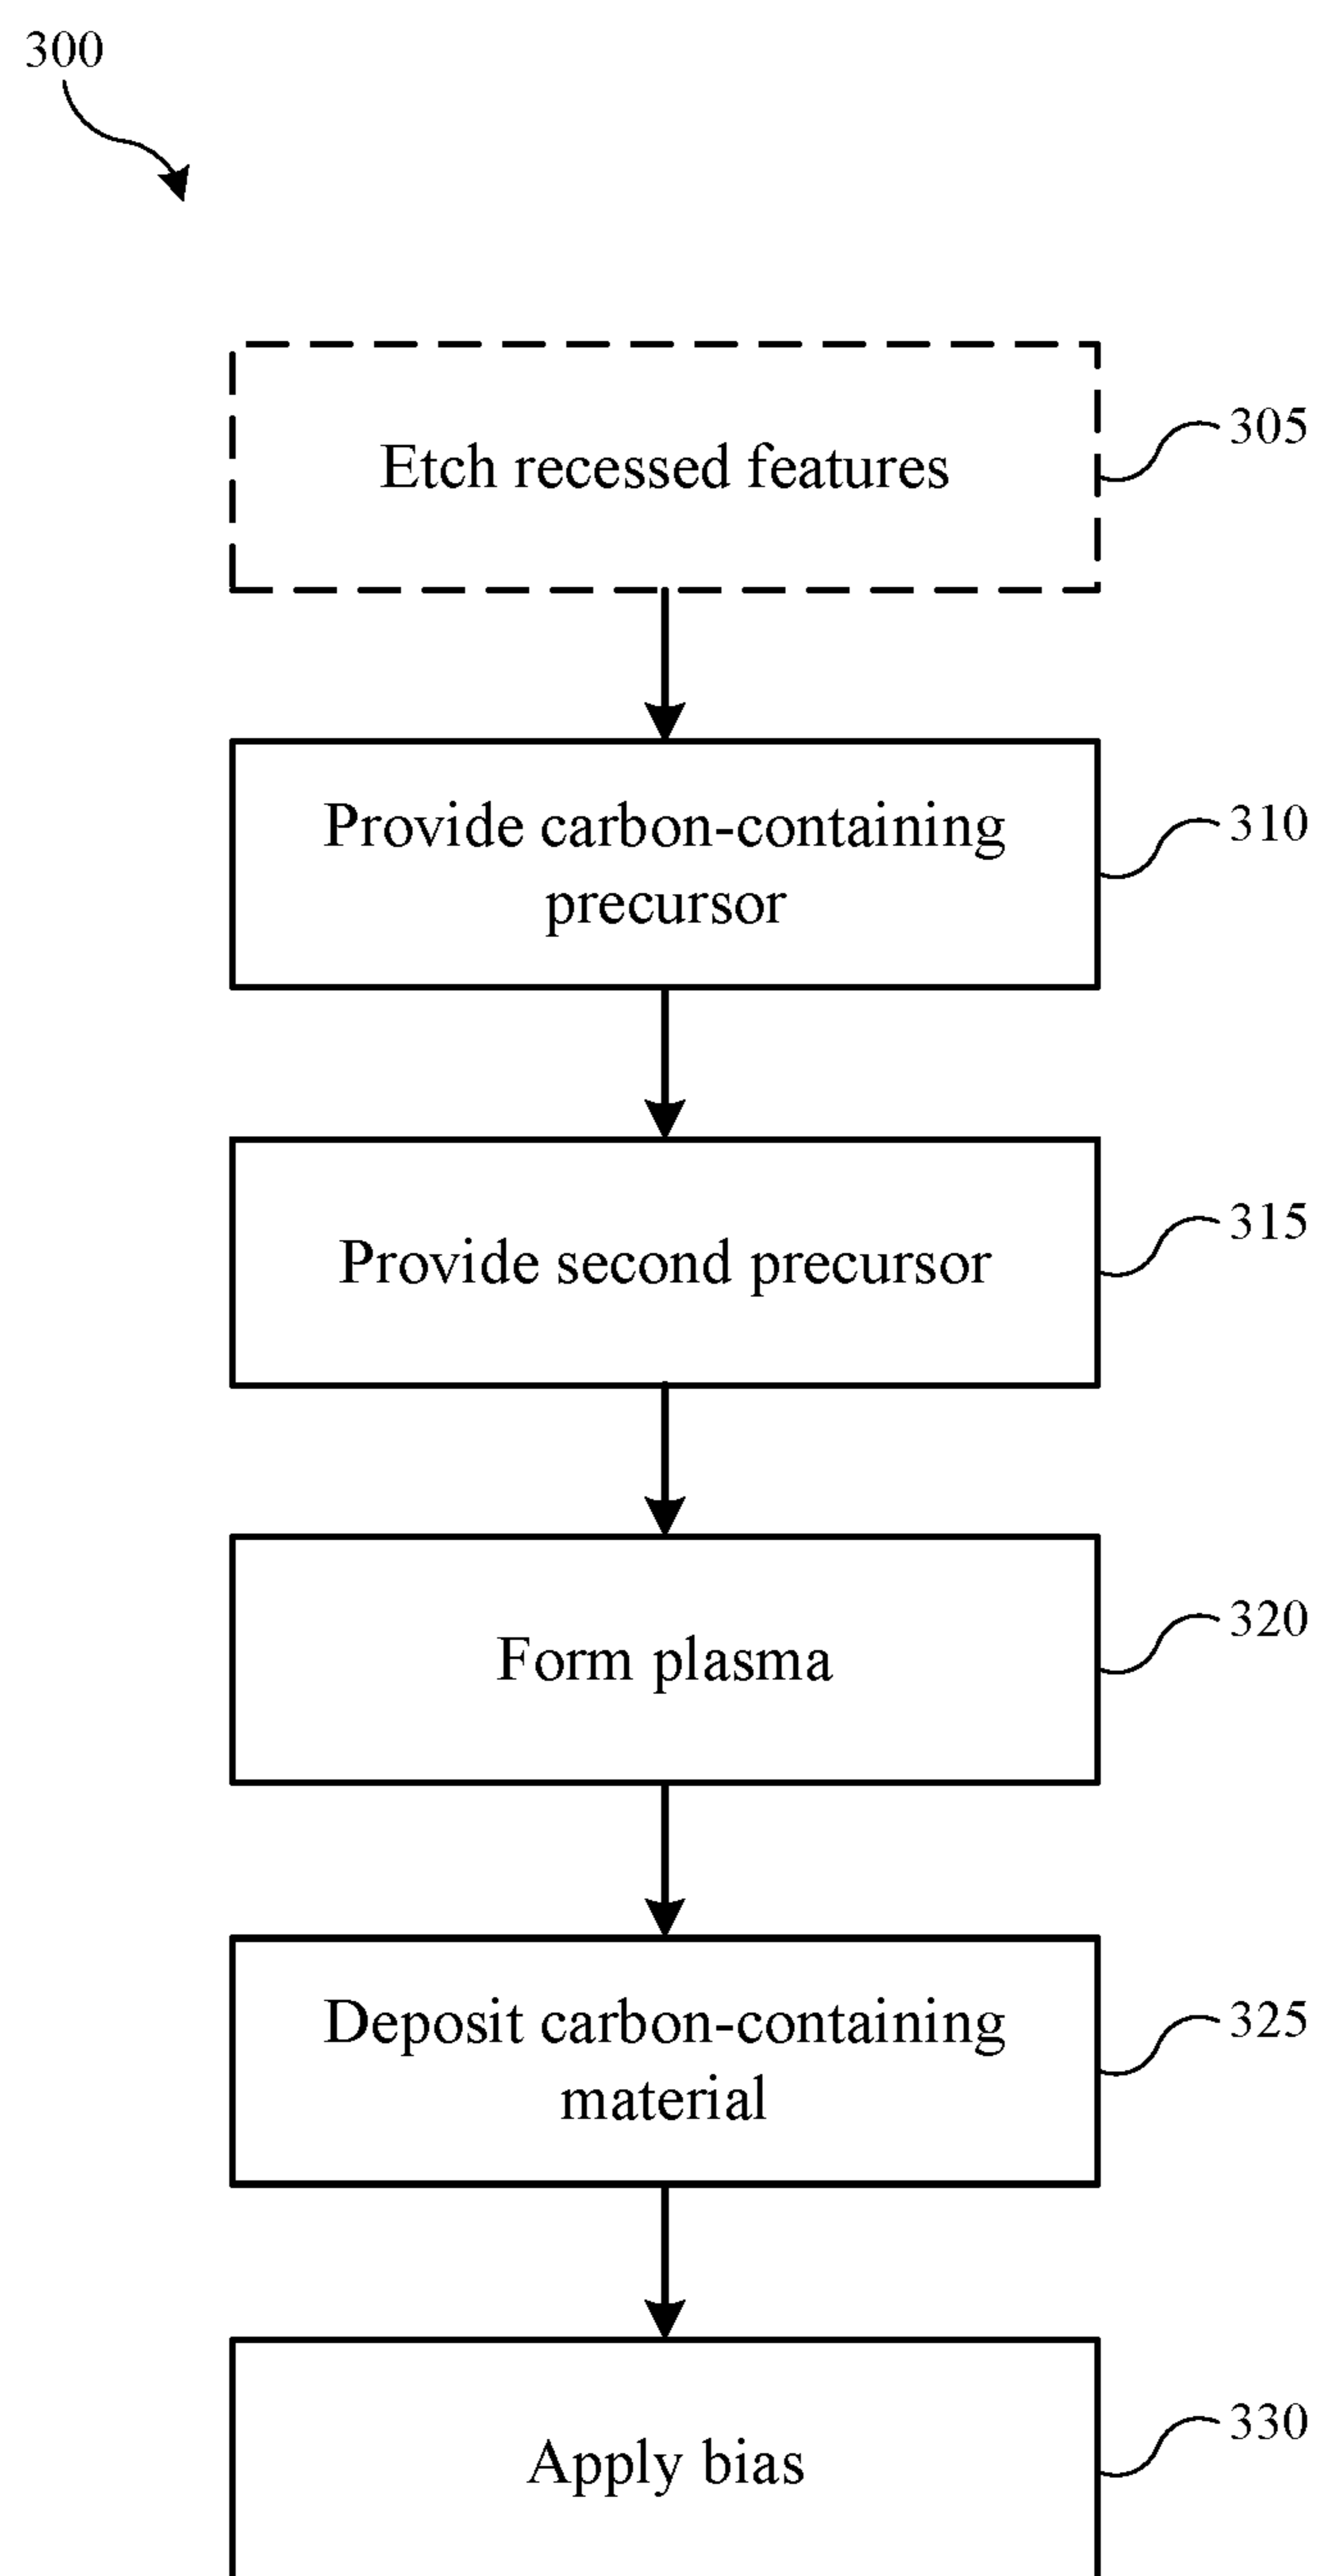 300
Etch recessed features
305
Provide carbon-containing
precursor
310
Provide second precursor
315
Form plasma
320
Deposit carbon-containing
material
325
Apply bias
330